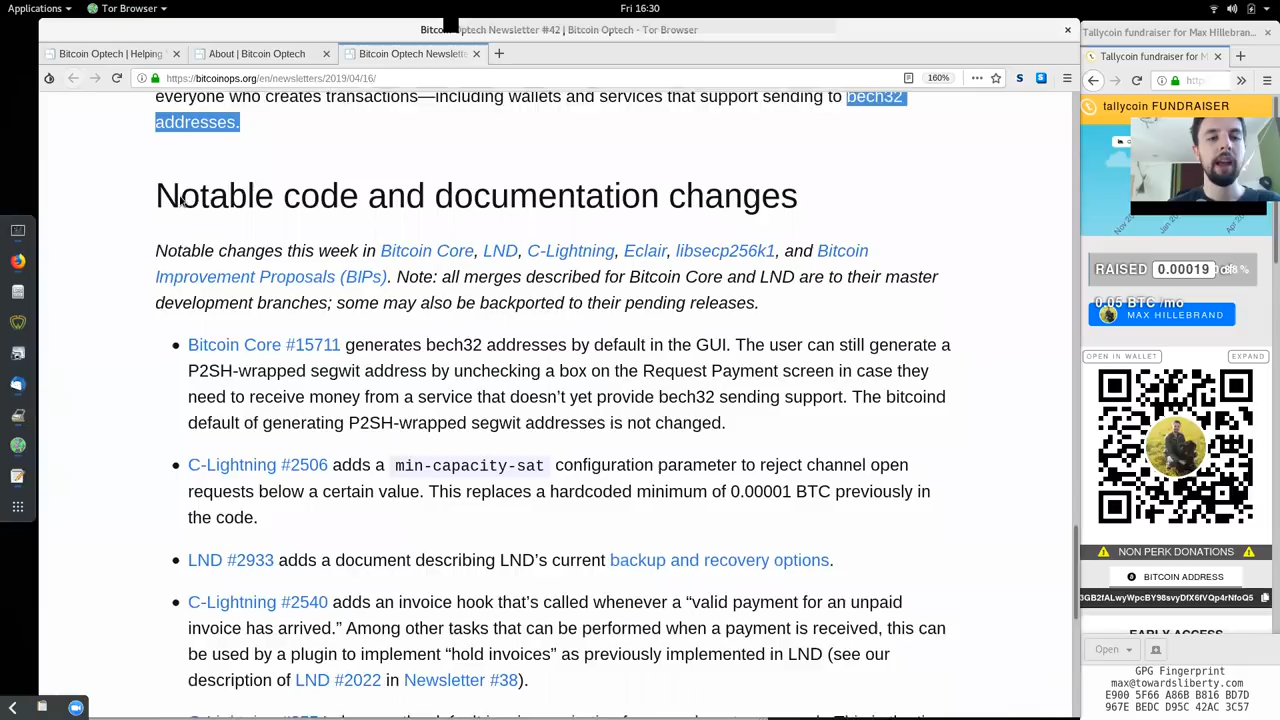 Applications
Tor Browser
Fri 16:30
Optech Newsletter #42 | Bitcoin Optech - Tor Browser
Tallycoin fundraiser for Max Hillebran...
Bitcoin Optech | Helping
About | Bitcoin Optech
Bitcoin Optech Newslett
Tallycoin fundraiser for Max
https://bitcoinops.org/en/newsletters/2019/04/16/
160%
S
http
everyone who creates transactions—including wallets and services that support sending to bech32
addresses.
Notable code and documentation changes
Notable changes this week in Bitcoin Core, LND, C-Lightning, Eclair, libsecp256k1, and Bitcoin
Improvement Proposals (BIPs). Note: all merges described for Bitcoin Core and LND are to their master
development branches; some may also be backported to their pending releases.
• Bitcoin Core #15711 generates bech32 addresses by default in the GUI. The user can still generate a
P2SH-wrapped segwit address by unchecking a box on the Request Payment screen in case they
need to receive money from a service that doesn’t yet provide bech32 sending support. The bitcoind
default of generating P2SH-wrapped segwit addresses is not changed.
• C-Lightning #2506 adds a min-capacity-sat configuration parameter to reject channel open
requests below a certain value. This replaces a hardcoded minimum of 0.00001 BTC previously in
the code.
• LND #2933 adds a document describing LND’s current backup and recovery options.
• C-Lightning #2540 adds an invoice hook that’s called whenever a “valid payment for an unpaid
invoice has arrived.” Among other tasks that can be performed when a payment is received, this can
be used by a plugin to implement “hold invoices” as previously implemented in LND (see our
description of LND #2022 in Newsletter #38).
tallycoin FUNDRAISER
RAISED 0.00019
0.05 BTC /mo
MAX HILLEBRAND
OPEN IN WALLET
EXPAND
NON PERK DONATIONS
BITCOIN ADDRESS
3GB2fALwyWpcBY98svyDfX6fVQp4rNfoQ5
EARLY ACCESS
Open
GPG Fingerprint
max@towardsliberty.com
E900 5F66 A86B B816 BD7D
967E BEDC D95C 42AC 3C57